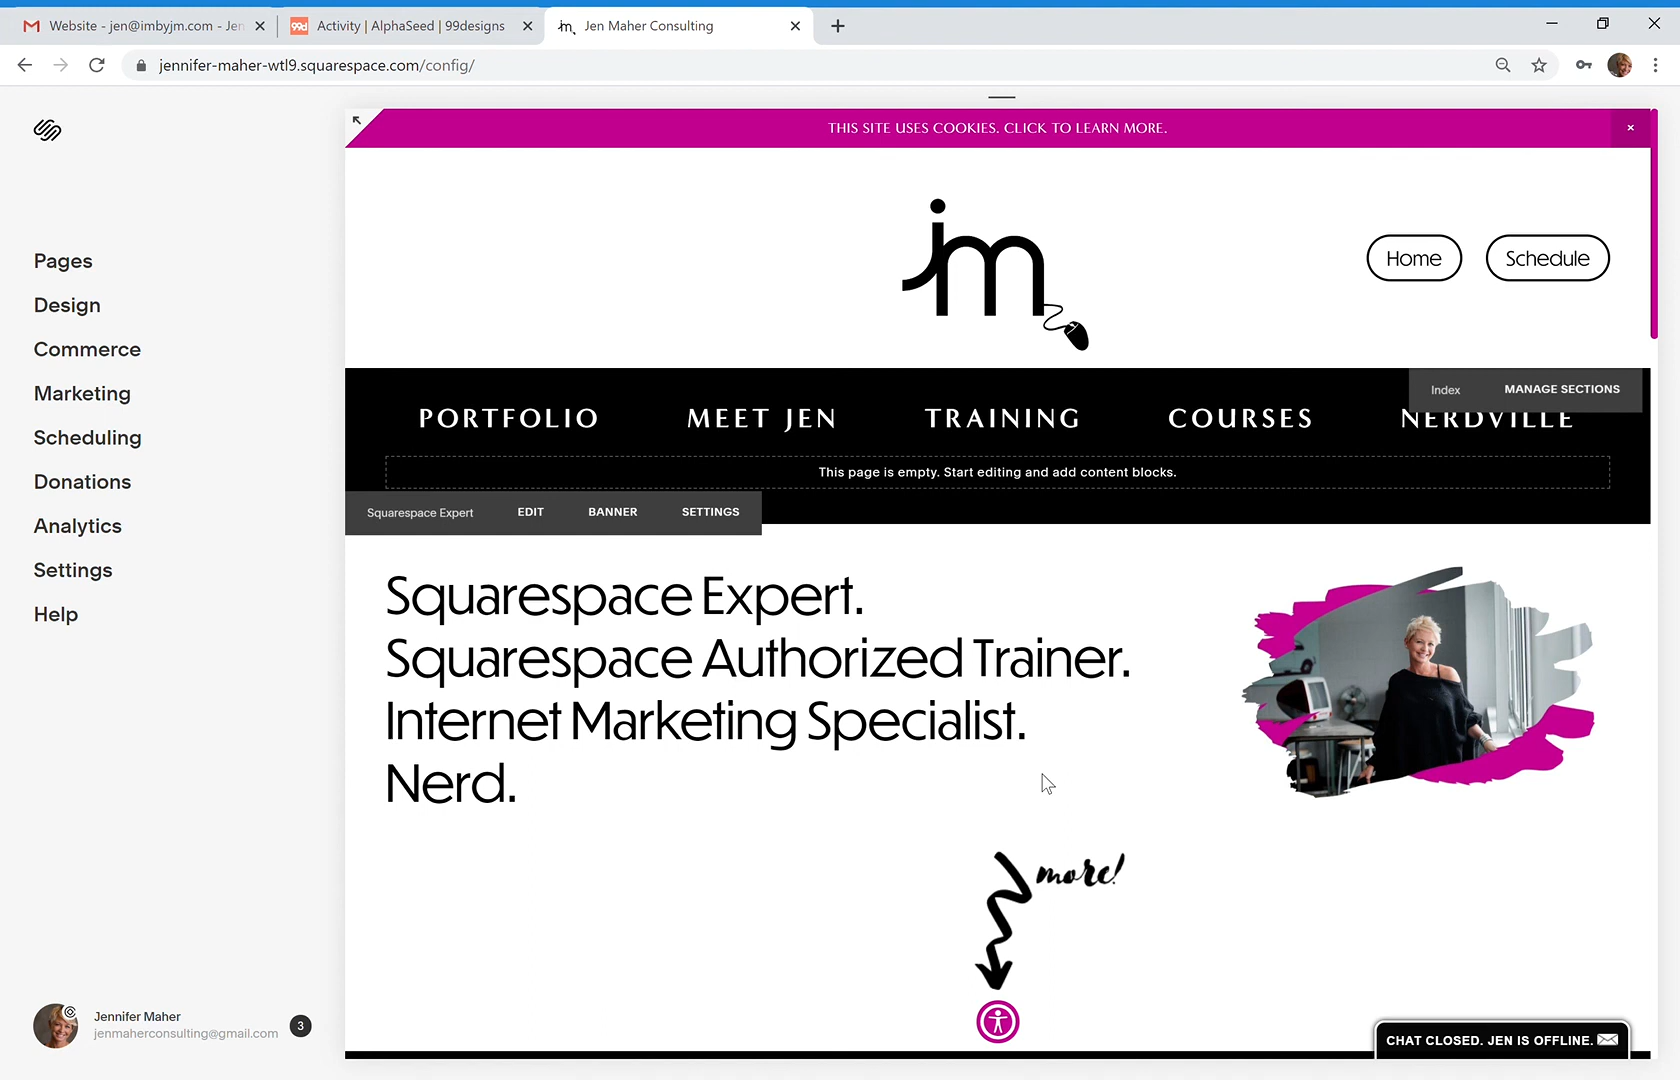 Website - jen@imbyjm.com - Jen
Activity | AlphaSeed | 99designs
Jen Maher Consulting
jennifer-maher-wtl9.squarespace.com/config/
THIS SITE USES COOKIES. CLICK TO LEARN MORE.
jm
Home
Schedule
Pages
Design
Commerce
Marketing
Scheduling
Donations
Analytics
Settings
Help
Index
MANAGE SECTIONS
PORTFOLIO
MEET JEN
TRAINING
COURSES
NERDVILLE
This page is empty. Start editing and add content blocks.
Squarespace Expert
EDIT
BANNER
SETTINGS
Squarespace Expert.
Squarespace Authorized Trainer.
Internet Marketing Specialist.
Nerd.
more!
Jennifer Maher
jenmaherconsulting@gmail.com
3
CHAT CLOSED. JEN IS OFFLINE.